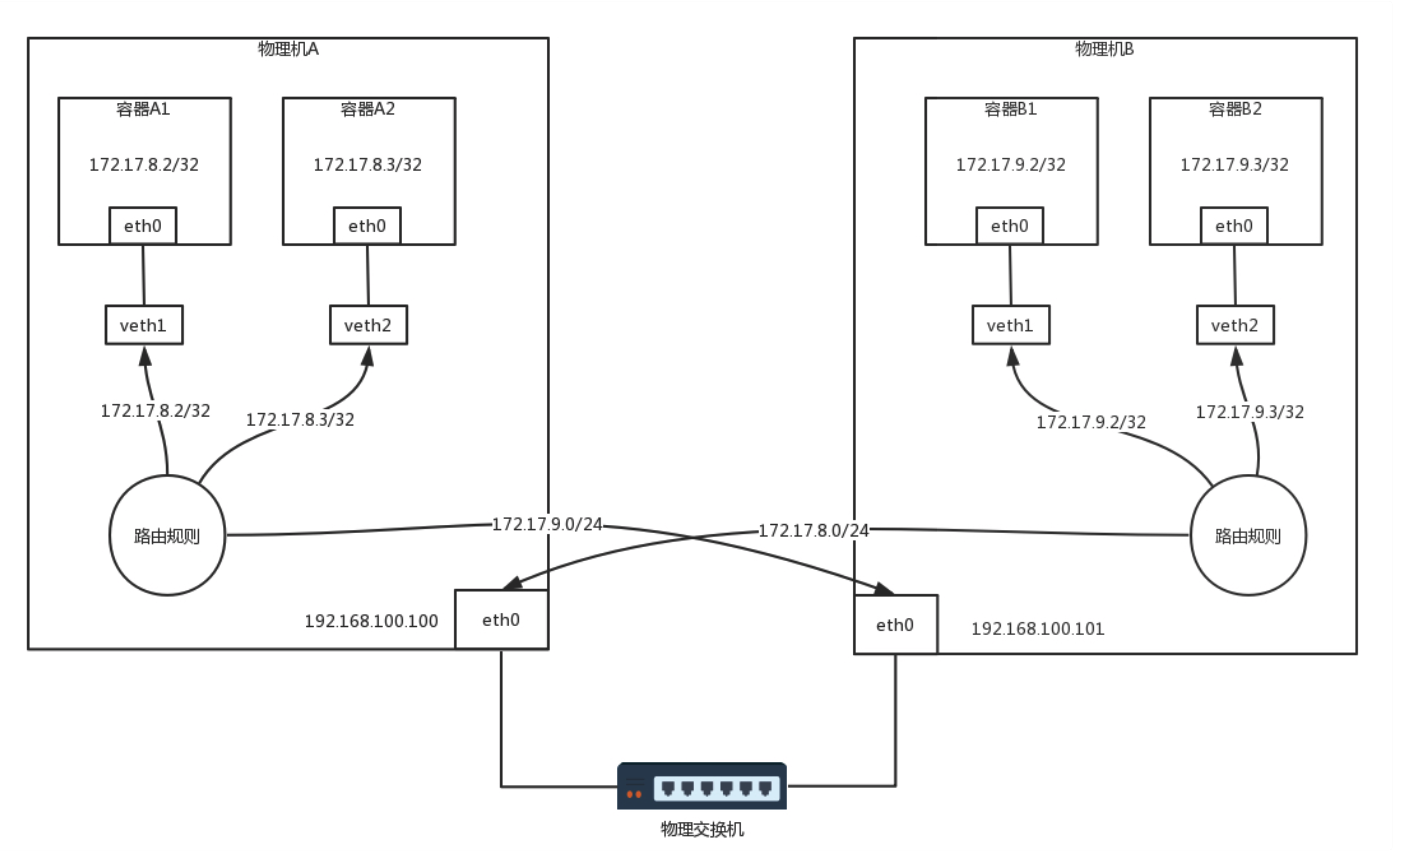 物理机A
容器A1
172.17.8.2/32
eth0
veth1
容器A2
172.17.8.3/32
eth0
veth2
172.17.8.2/32
172.17.8.3/32
路由规则
172.17.9.0/24
192.168.100.100
eth0
物理机B
容器B1
172.17.9.2/32
eth0
veth1
容器B2
172.17.9.3/32
eth0
veth2
172.17.9.2/32
172.17.9.3/32
路由规则
172.17.8.0/24
eth0
192.168.100.101
物理交换机